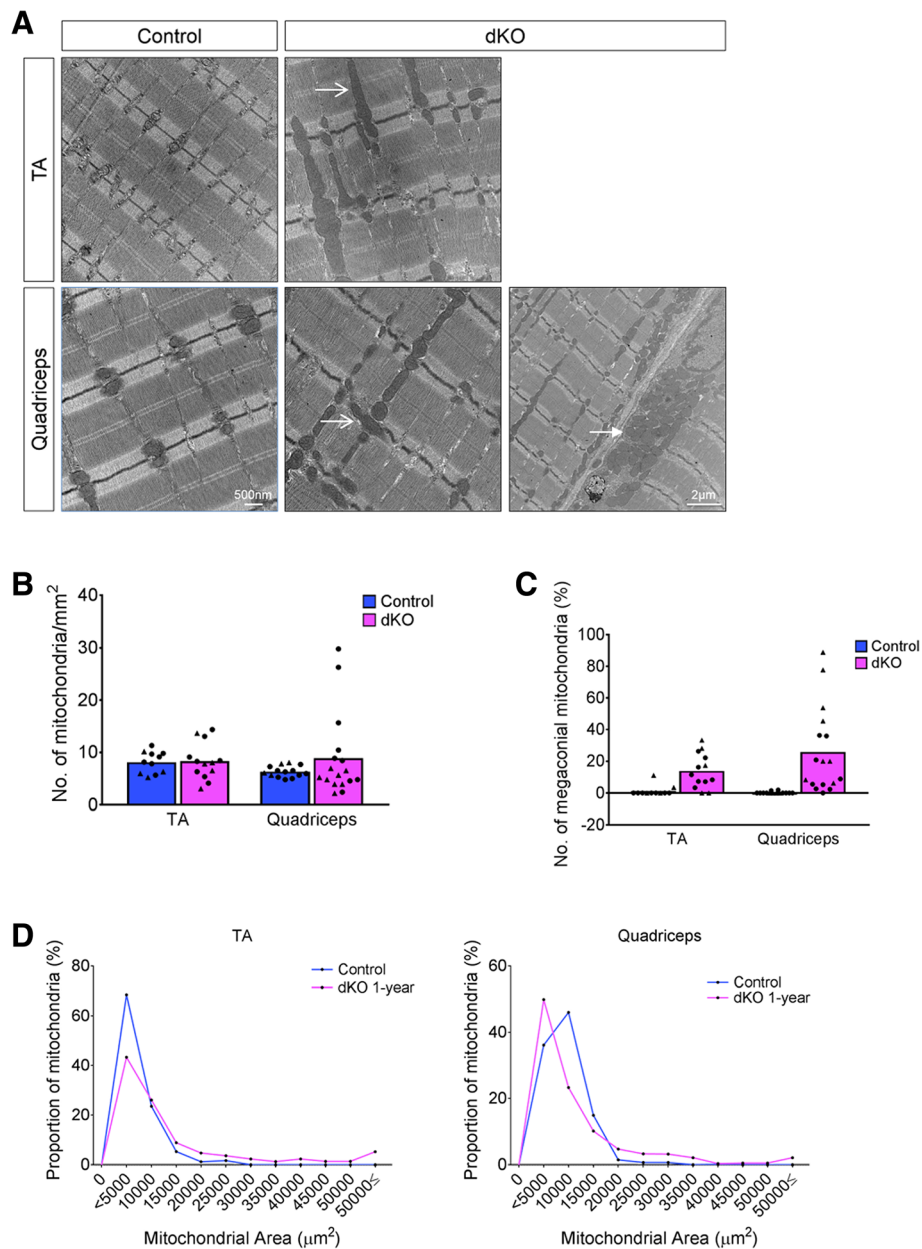 A
Control
dKO
TA
Quadriceps
500nm
2μm
B
No. of mitochondria/mm²
40
30
20
10
0
TA
Quadriceps
Control
dKO
C
No. of megaconial mitochondria (%)
100
80
60
40
20
0
-20
TA
Quadriceps
Control
dKO
D
TA
Proportion of mitochondria (%)
80
60
40
20
0
Control
dKO 1-year
0
<5000
10000
15000
20000
25000
30000
35000
40000
45000
50000
50000≤
Mitochondrial Area (μm²)
Quadriceps
Proportion of mitochondria (%)
60
40
20
0
Control
dKO 1-year
0
<5000
10000
15000
20000
25000
30000
35000
40000
45000
50000
50000≤
Mitochondrial Area (μm²)